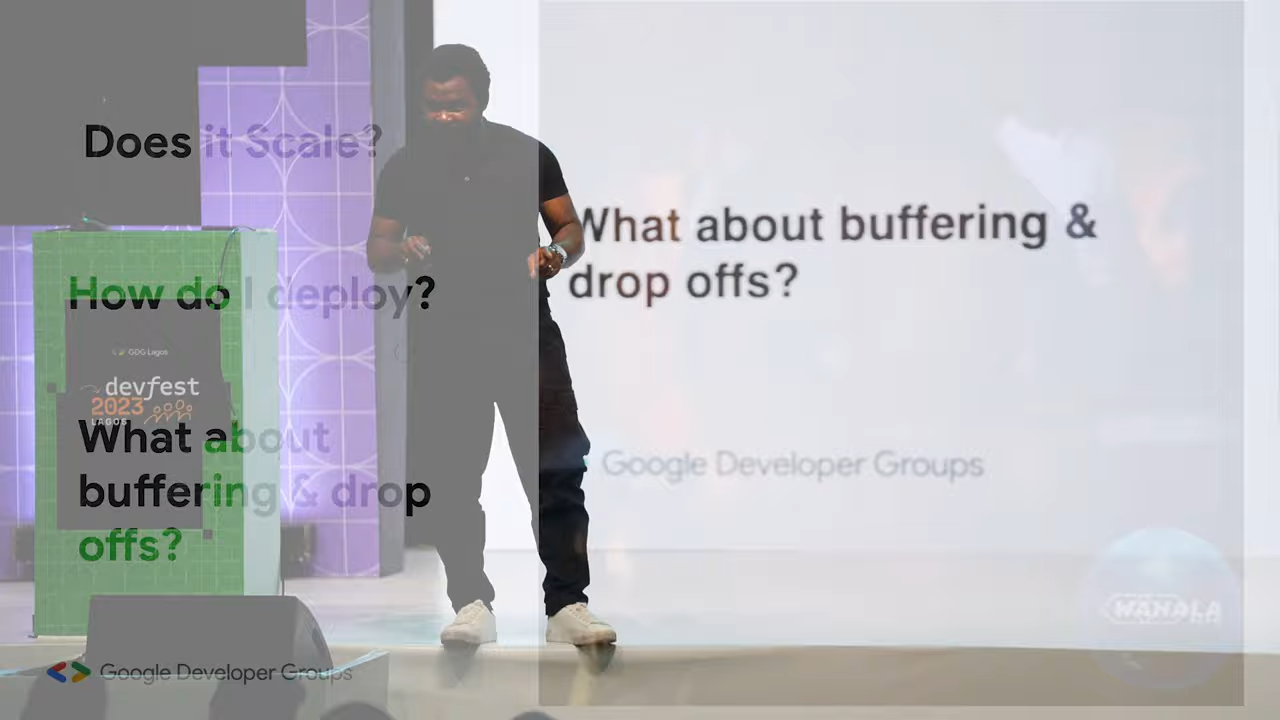 Does it Scale?
How do I deploy?
What about
buffering & drop
offs?
Google Developer Groups
GDG Lagos
devfest
2023
LAGOS
What about buffering &
drop offs?
Google Developer Groups